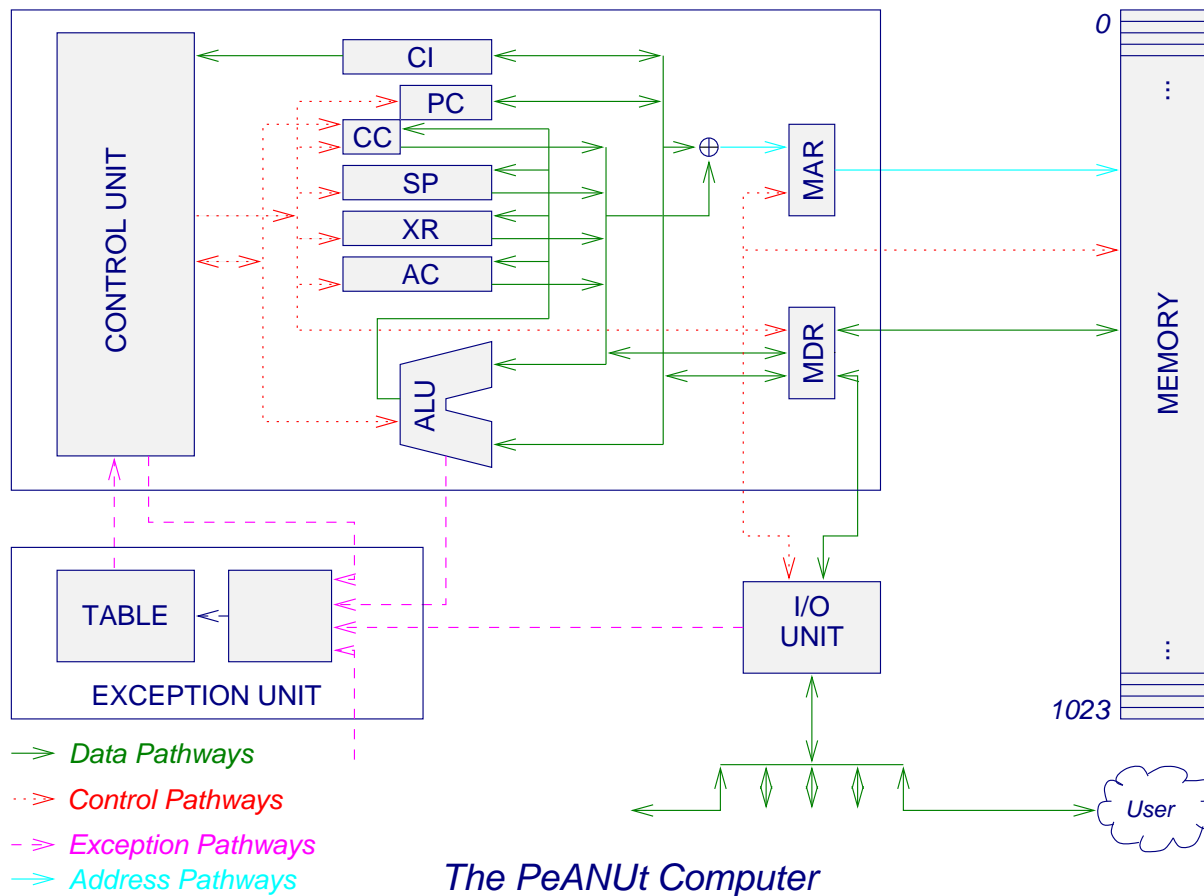 0
CI
PC
CC
SP
XR
AC
CONTROL UNIT
ALU
MAR
MDR
MEMORY
...
...
TABLE
EXCEPTION UNIT
I/O
UNIT
1023
Data Pathways
Control Pathways
Exception Pathways
Address Pathways
User
The PeANUt Computer